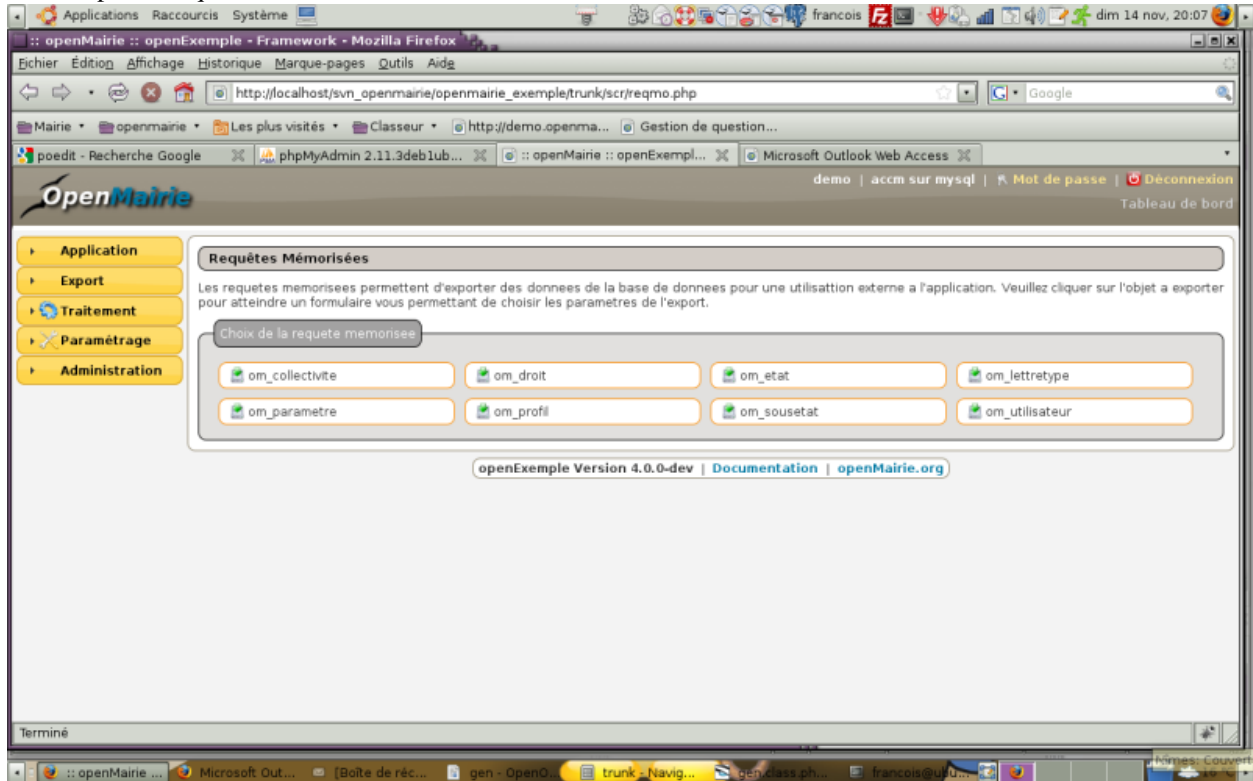 Applications Raccourcis Système francois dim 14 nov, 20:07
:: openMairie :: openExemple - Framework - Mozilla Firefox
Fichier Édition Affichage Historique Marque-pages Outils Aide
http://localhost/svn_openmairie/openmairie_exemple/trunk/scr/reqmo.php Google
Mairie openmairie Les plus visités Classeur http://demo.openma... Gestion de question...
poedit - Recherche Google phpMyAdmin 2.11.3deb1ub... :: openMairie :: openExempl... Microsoft Outlook Web Access
demo | accm sur mysql | Mot de passe | Déconnexion
OpenMairie
Tableau de bord
Application
Export
Traitement
Paramétrage
Administration
Requêtes Mémorisées
Les requetes memorisees permettent d'exporter des donnees de la base de donnees pour une utilisattion externe a l'application. Veuillez cliquer sur l'objet a exporter
pour atteindre un formulaire vous permettant de choisir les parametres de l'export.
Choix de la requete memorisee
om_collectivite om_droit om_etat om_lettretype
om_parametre om_profil om_sousetat om_utilisateur
openExemple Version 4.0.0-dev | Documentation | openMairie.org
Terminé
:: openMairie ... Microsoft Out... [Boîte de réc... gen - OpenO... trunk - Navig... gen.class.ph... francois@ubu...
Nîmes: Couver